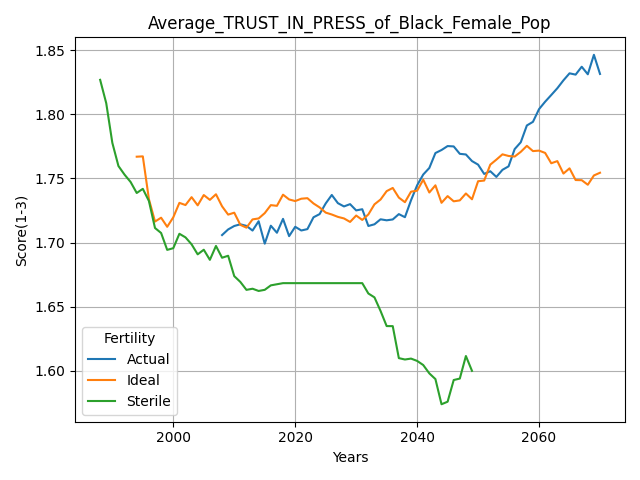 Average_TRUST_IN_PRESS_of_Black_Female_Pop
Score(1-3)
1.85
1.80
1.75
1.70
1.65
1.60
Fertility
Actual
Ideal
Sterile
2000 2020 2040 2060
Years